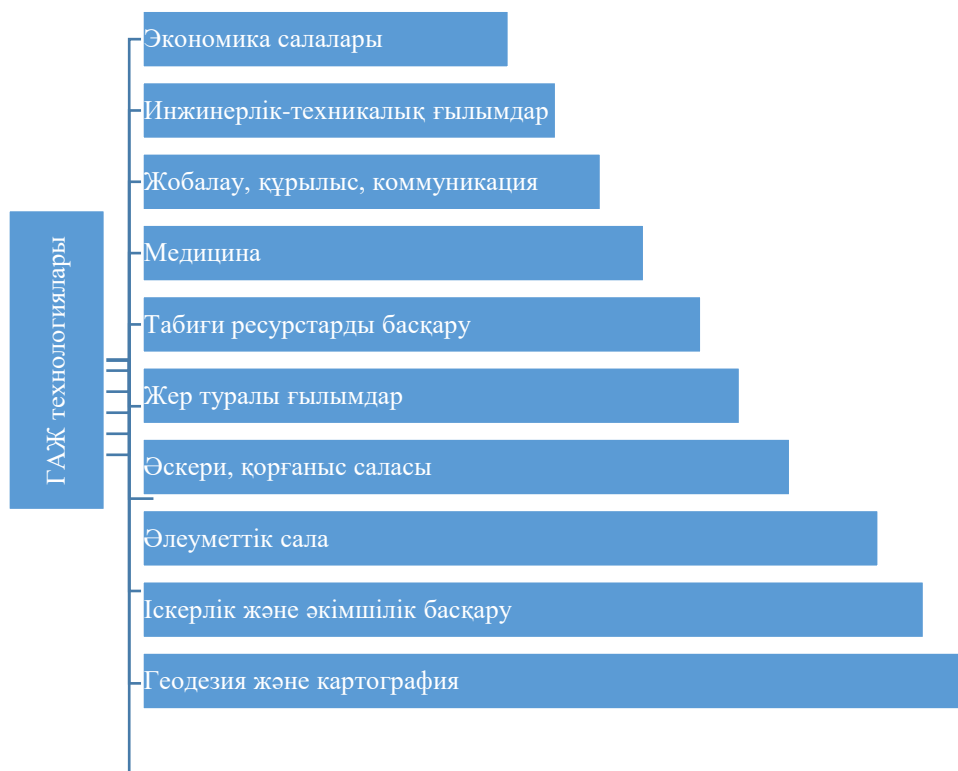 ГАЖ технологиялары
Экономика салалары
Инжинерлік-техникалық ғылымдар
Жобалау, құрылыс, коммуникация
Медицина
Табиғи ресурстарды басқару
Жер туралы ғылымдар
Әскери, қорғаныс саласы
Әлеуметтік сала
Іскерлік және әкімшілік басқару
Геодезия және картография